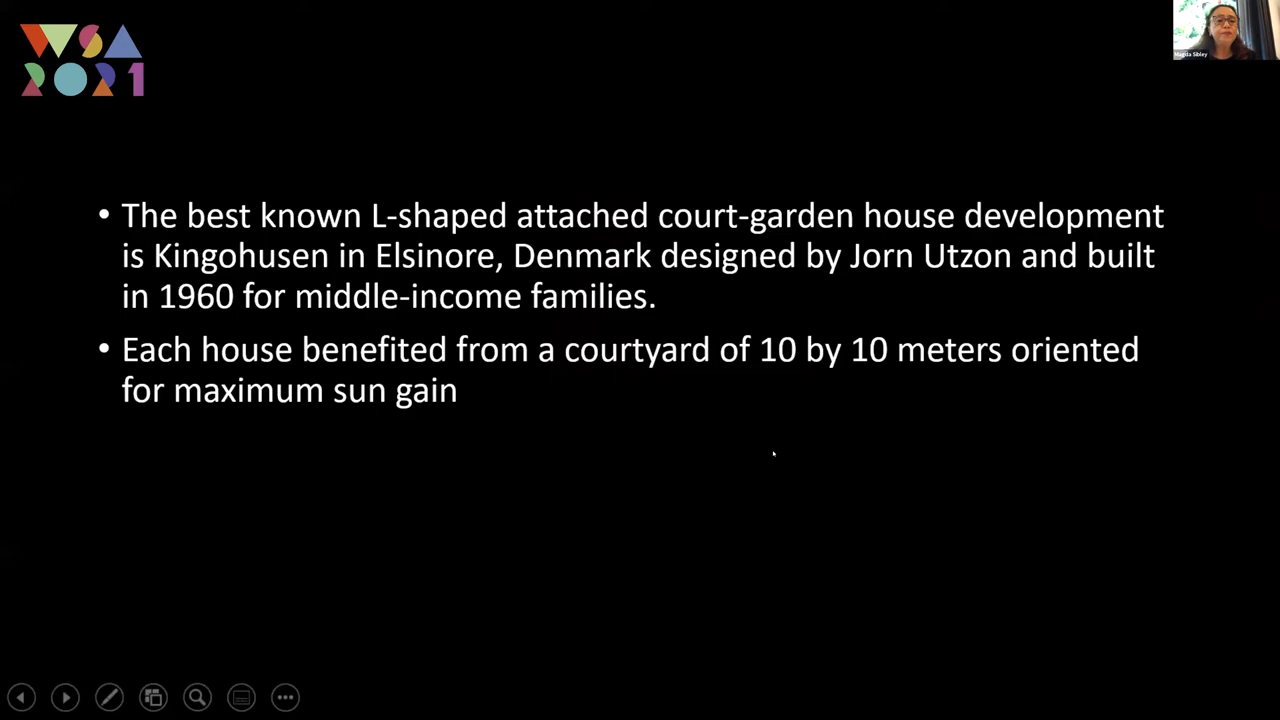 WSA
2021
Magda Sibley
• The best known L-shaped attached court-garden house development
is Kingohusen in Elsinore, Denmark designed by Jorn Utzon and built
in 1960 for middle-income families.
• Each house benefited from a courtyard of 10 by 10 meters oriented
for maximum sun gain